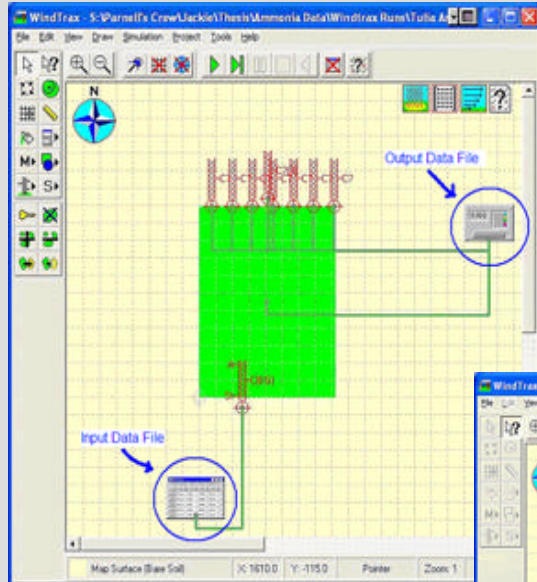 WindTrax - S:\Parnell's Crew\Jackie\Thesis\Ammonia Data\Windtrax Runs\Tulia A
File Edit View Draw Simulation Project Tools Help
N
Output Data File
Input Data File
Map Surface (Bare Soil) X: 1610.0 Y: -115.0 Pointer Zoom: 1
WindTrax
File